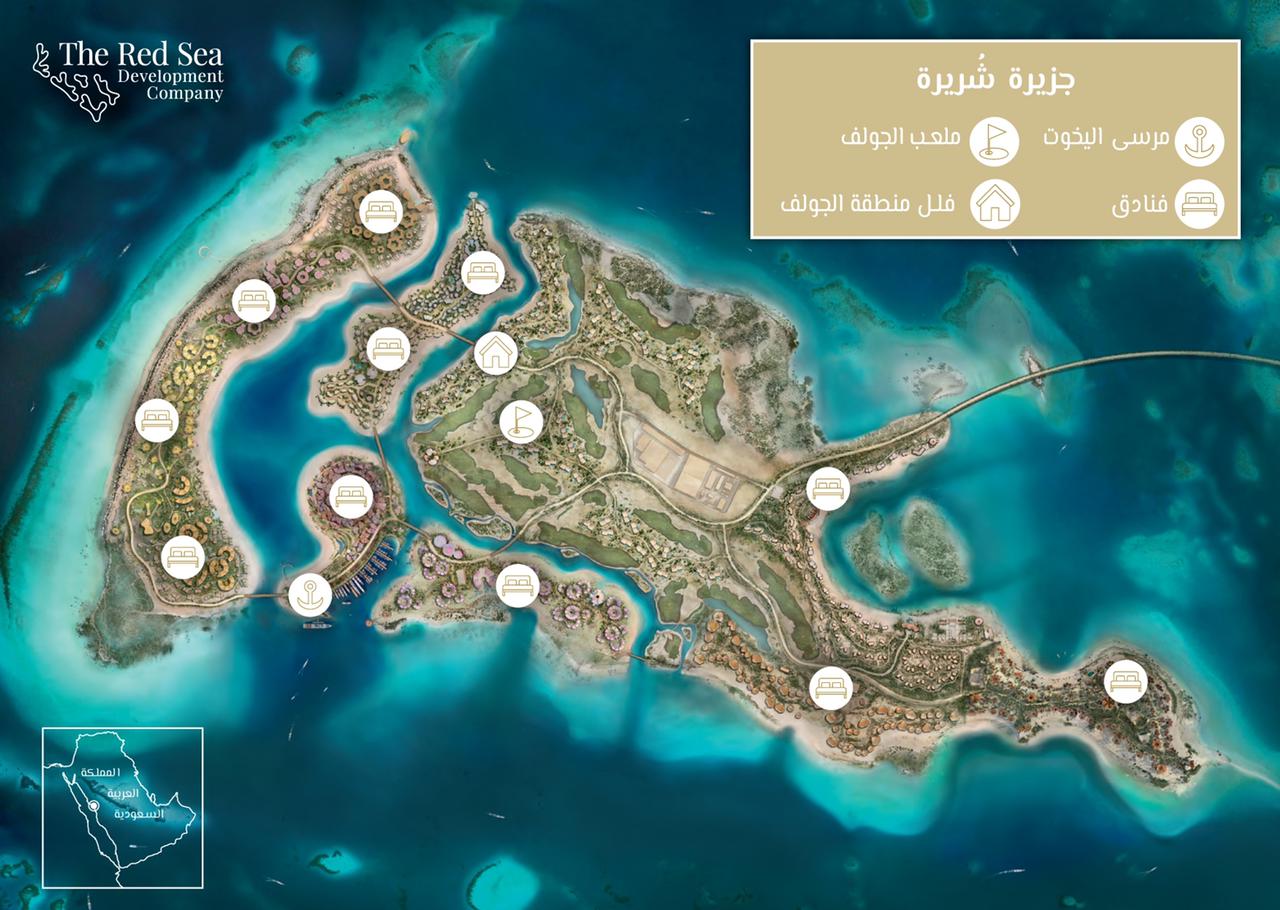 The Red Sea
Development
Company
جزيرة شُريرة
مرسى اليخوت
ملعب الجولف
فنادق
فلل منطقة الجولف
المملكة
العربية
السعودية